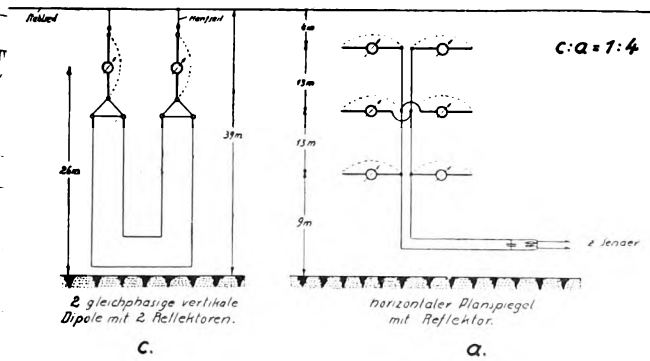 Stahlseil
Hanfseil
26m
39m
2 gleichphasige vertikale
Dipole mit 2 Reflektoren.
c.
4m
13m
13m
9m
c:a=1:4
z Sender
horizontaler Planspiegel
mit Reflektor.
a.